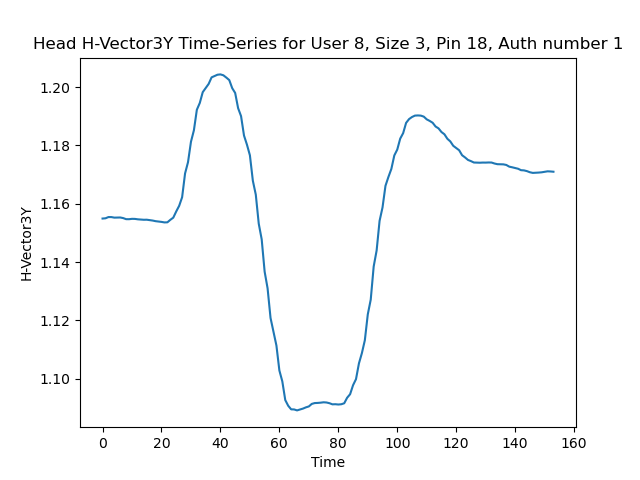 Head H-Vector3Y Time-Series for User 8, Size 3, Pin 18, Auth number 1
H-Vector3Y
1.20
1.18
1.16
1.14
1.12
1.10
0 20 40 60 80 100 120 140 160
Time